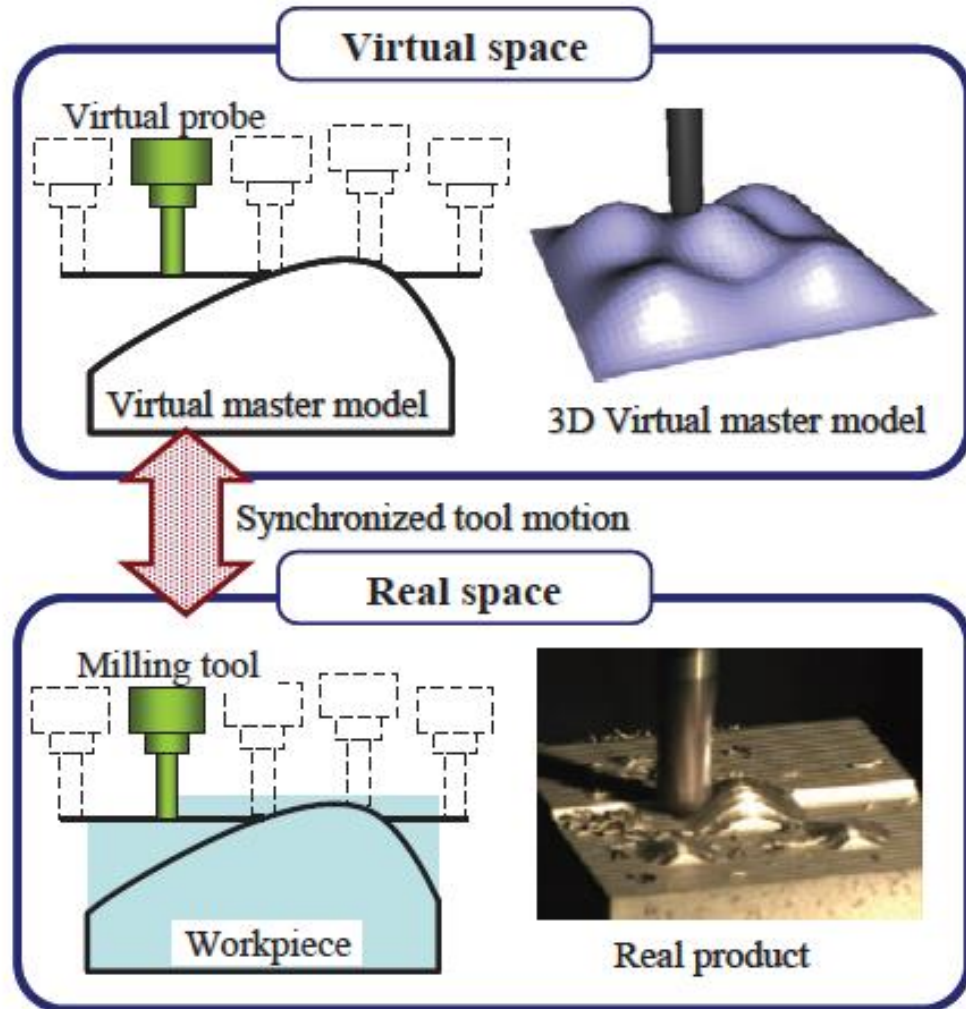 Virtual space
Virtual probe
Virtual master model
3D Virtual master model
Synchronized tool motion
Real space
Milling tool
Workpiece
Real product